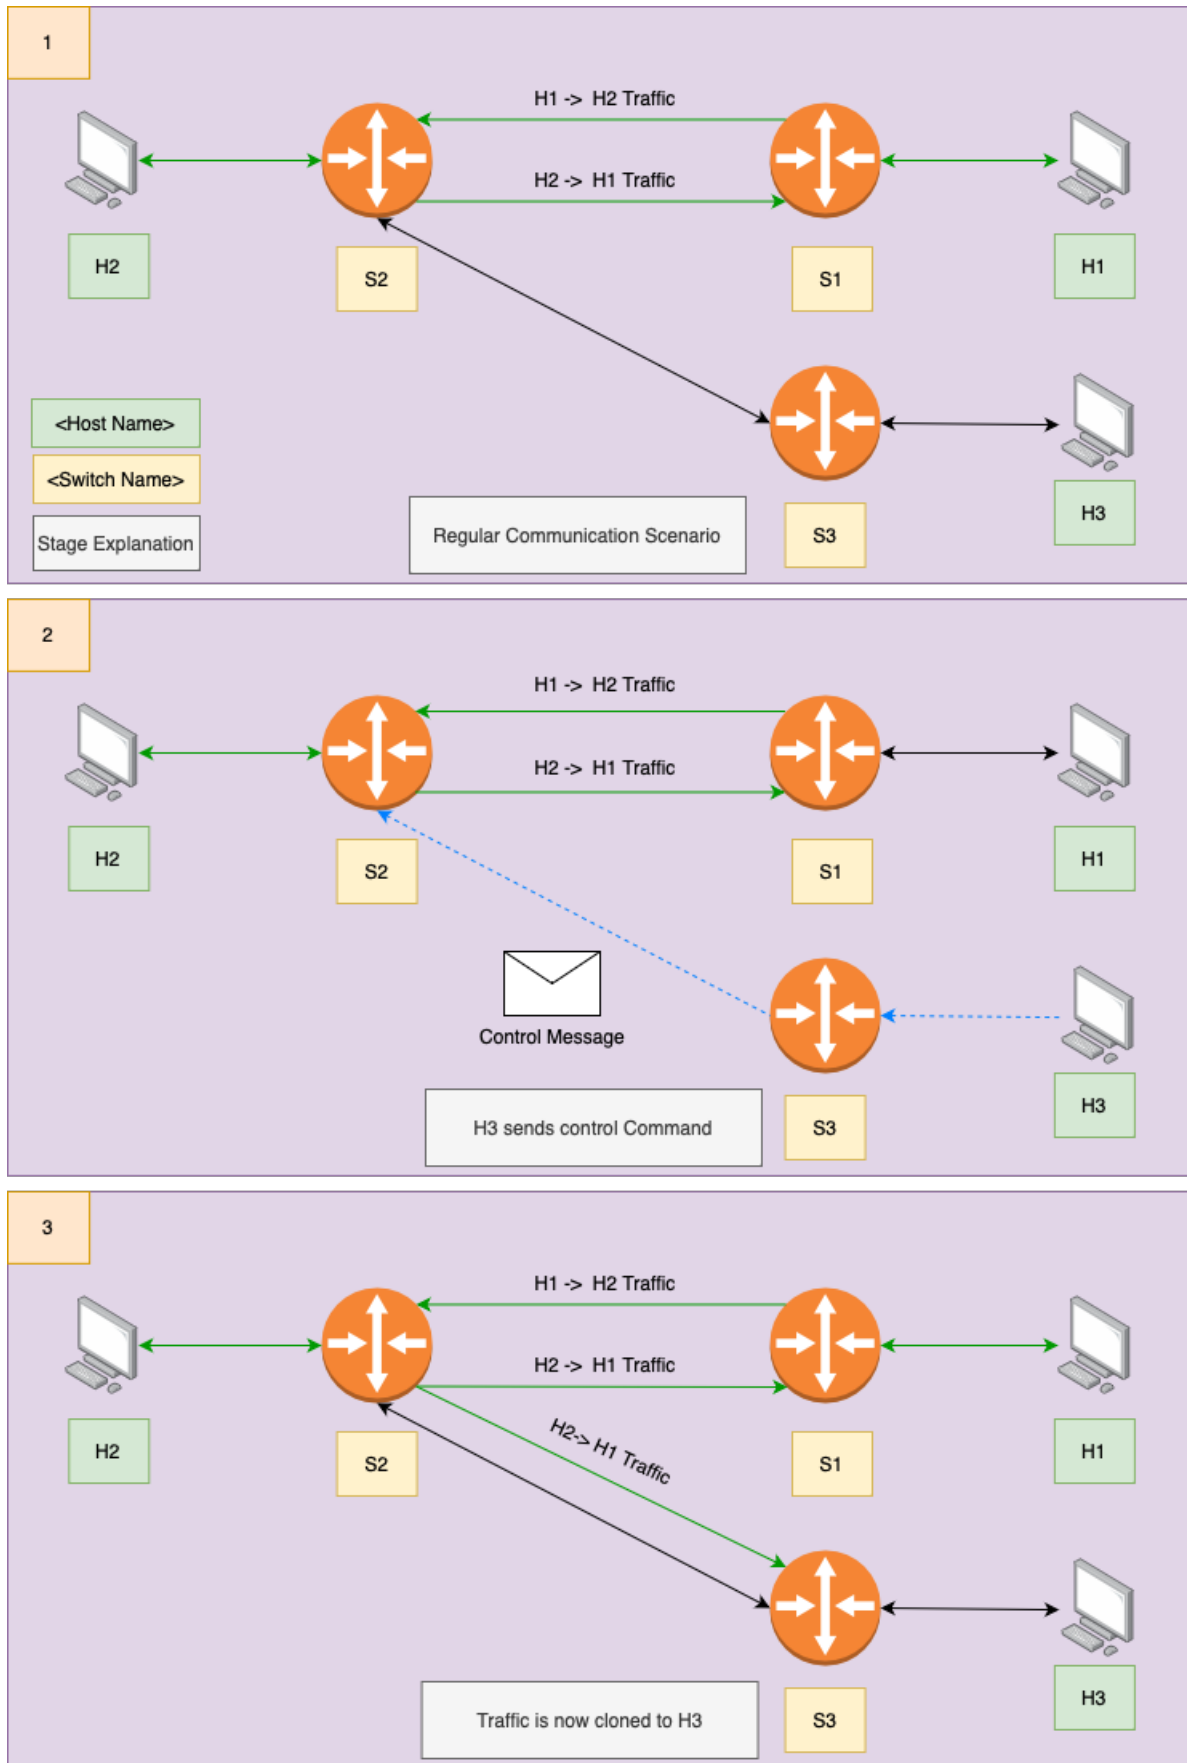 1
H1 -> H2 Traffic
H2 -> H1 Traffic
H2
S2
S1
H1
<Host Name>
<Switch Name>
Stage Explanation
Regular Communication Scenario
S3
H3
2
H1 -> H2 Traffic
H2 -> H1 Traffic
H2
S2
S1
H1
Control Message
H3 sends control Command
S3
H3
3
H1 -> H2 Traffic
H2 -> H1 Traffic
H2-> H1 Traffic
H2
S2
S1
H1
Traffic is now cloned to H3
S3
H3